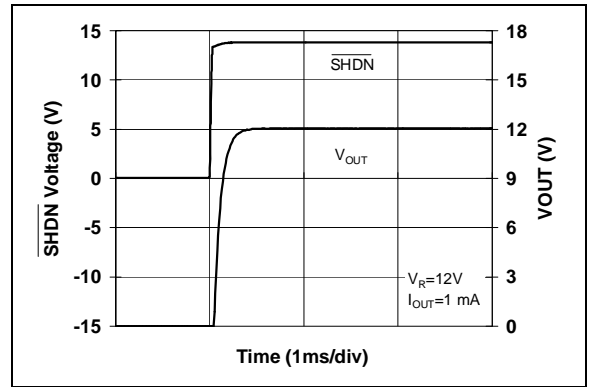 15
10
5
0
-5
-10
-15
SHDN Voltage (V)
18
15
12
9
6
3
0
VOUT (V)
SHDN
VOUT
VR=12V
IOUT=1 mA
Time (1ms/div)